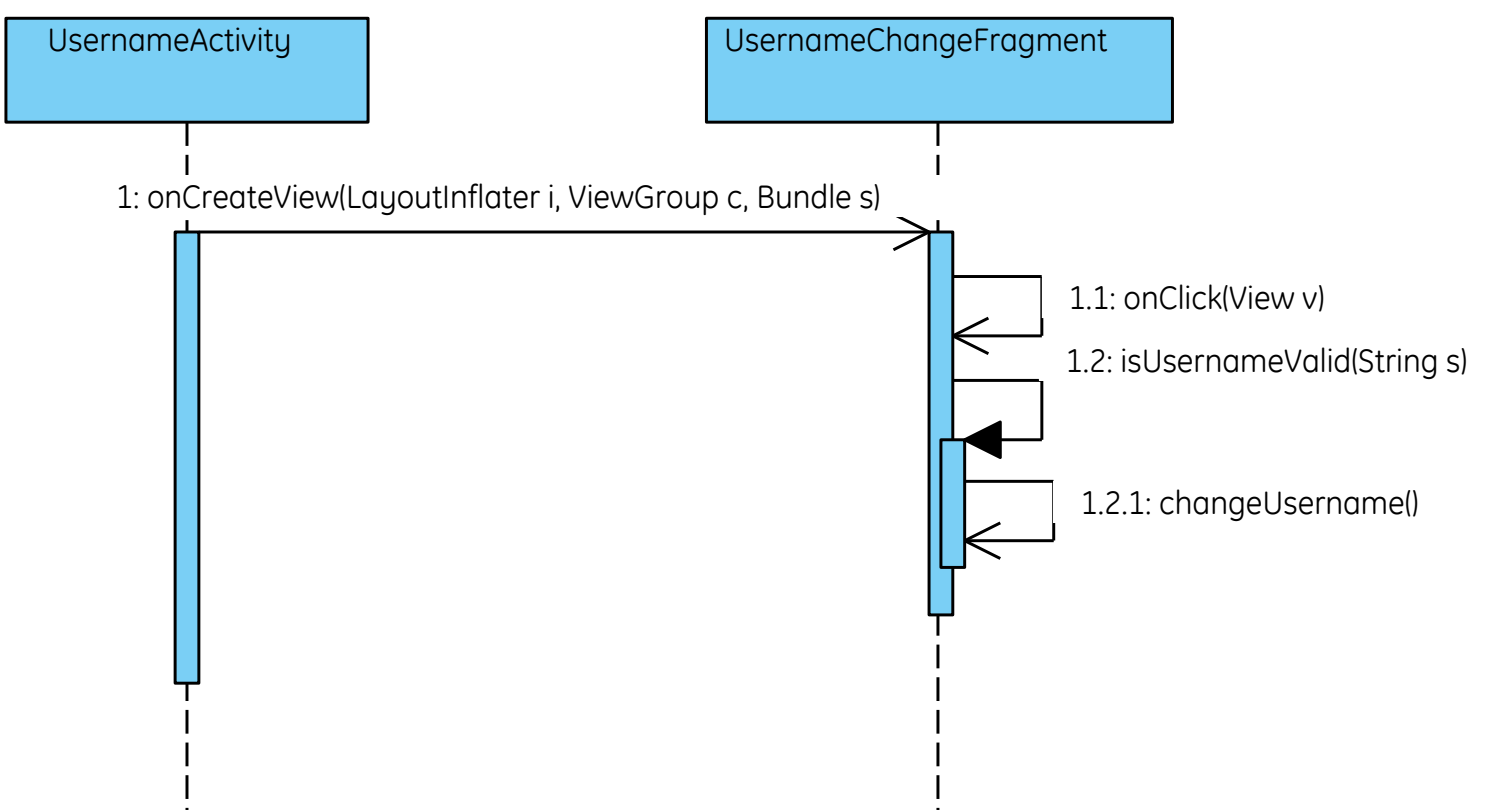 UsernameActivity
UsernameChangeFragment
1: onCreateView(LayoutInflater i, ViewGroup c, Bundle s)
1.1: onClick(View v)
1.2: isUsernameValid(String s)
1.2.1: changeUsername()